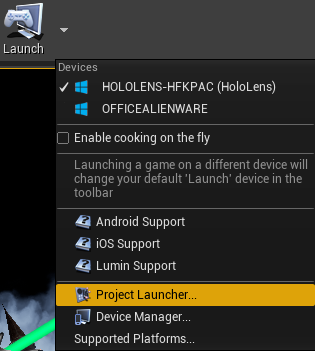 Launch
Devices
HOLOLENS-HFKPAC (HoloLens)
OFFICEALIENWARE
Enable cooking on the fly
Launching a game on a different device will
change your default 'Launch' device in the
toolbar
Android Support
iOS Support
Lumin Support
Project Launcher...
Device Manager...
Supported Platforms...